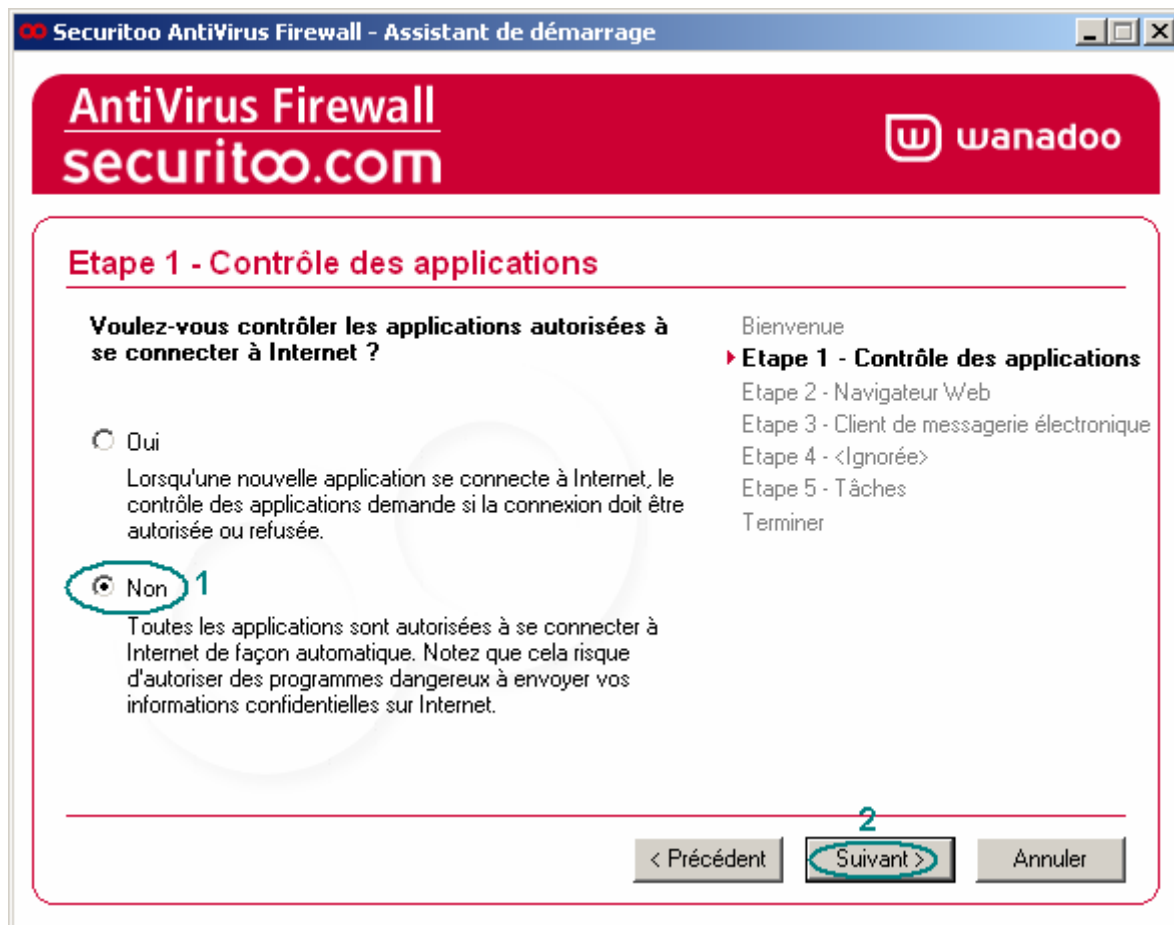 Securitoo AntiVirus Firewall - Assistant de démarrage
AntiVirus Firewall
securitoo.com
wanadoo
Etape 1 - Contrôle des applications
Voulez-vous contrôler les applications autorisées à
se connecter à Internet ?
Oui
Lorsqu'une nouvelle application se connecte à Internet, le
contrôle des applications demande si la connexion doit être
autorisée ou refusée.
Non 1
Toutes les applications sont autorisées à se connecter à
Internet de façon automatique. Notez que cela risque
d'autoriser des programmes dangereux à envoyer vos
informations confidentielles sur Internet.
Bienvenue
Etape 1 - Contrôle des applications
Etape 2 - Navigateur Web
Etape 3 - Client de messagerie électronique
Etape 4 - <Ignorée>
Etape 5 - Tâches
Terminer
2
< Précédent
Suivant >
Annuler